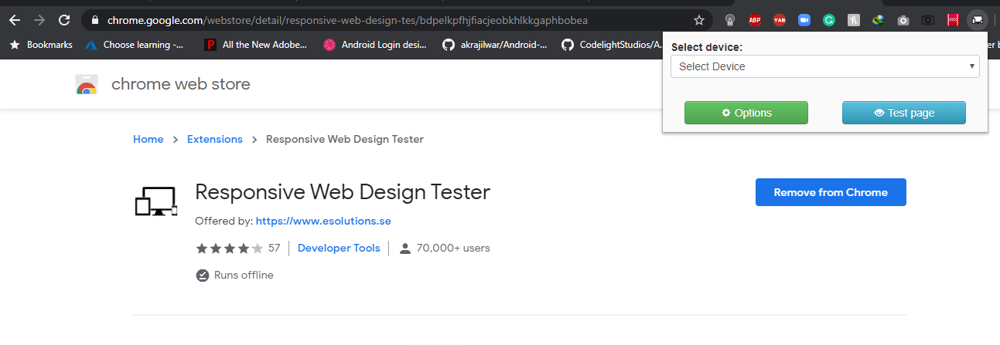 chrome.google.com/webstore/detail/responsive-web-design-tes/bdpelkpfhjfiacjeobkhlkkgaphbobea
ABP YAB G
Bookmarks Choose learning -... P All the New Adobe... Android Login desi... akrajilwar/Android-... CodelightStudios/A... er b
Select device:
Select Device
Options Test page
chrome web store
Home > Extensions > Responsive Web Design Tester
Responsive Web Design Tester
Remove from Chrome
Offered by: https://www.esolutions.se
57 Developer Tools 70,000+ users
Runs offline